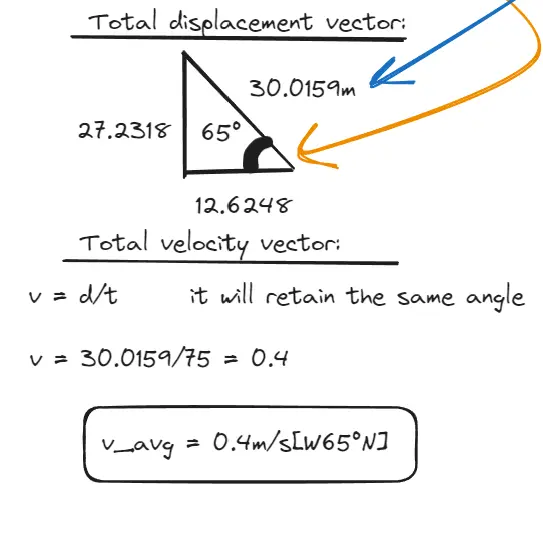 Total displacement vector:
30.0159m
27.2318
65°
12.6248
Total velocity vector:
v = d/t it will retain the same angle
v = 30.0159/75 = 0.4
v_avg = 0.4m/s[W65°N]